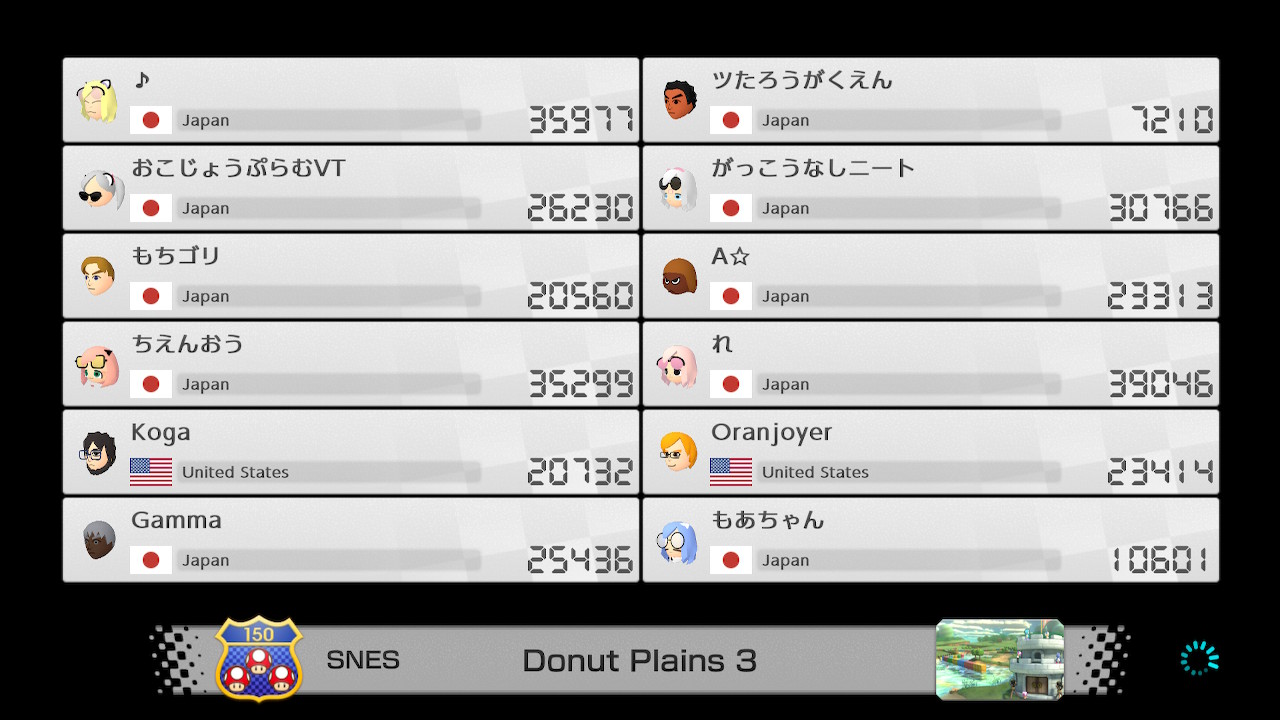 ♪
Japan 35977
ツたろうがくえん
Japan 7210
おこじょうぷらむVT
Japan 26230
がっこうなしニート
Japan 30766
もちゴリ
Japan 20560
A☆
Japan 23313
ちえんおう
Japan 35299
れ
Japan 39046
Koga
United States 20732
Oranjoyer
United States 23414
Gamma
Japan 25436
もあちゃん
Japan 10601
150 SNES Donut Plains 3